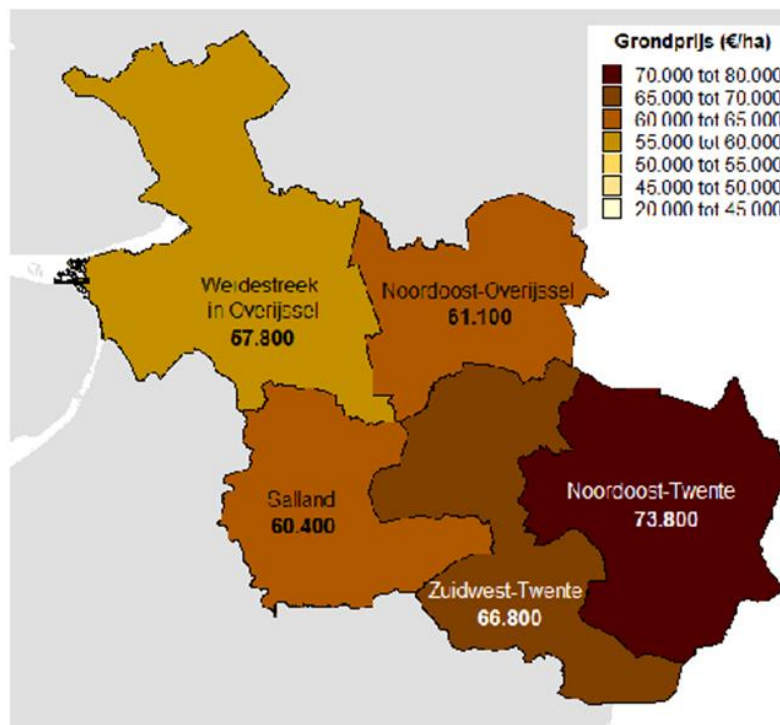 Grondprijs (€/ha)
70.000 tot 80.000
65.000 tot 70.000
60.000 tot 65.000
55.000 tot 60.000
50.000 tot 55.000
45.000 tot 50.000
20.000 tot 45.000
Weidestreek
in Overijssel
57.800
Noordoost-Overijssel
61.100
Salland
60.400
Noordoost-Twente
73.800
Zuidwest-Twente
66.800